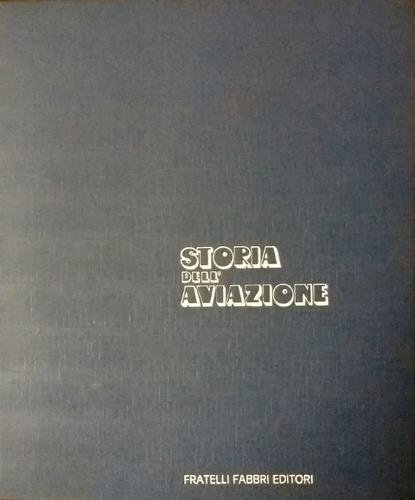 STORIA
DELL'
AVIAZIONE
FRATELLI FABBRI EDITORI